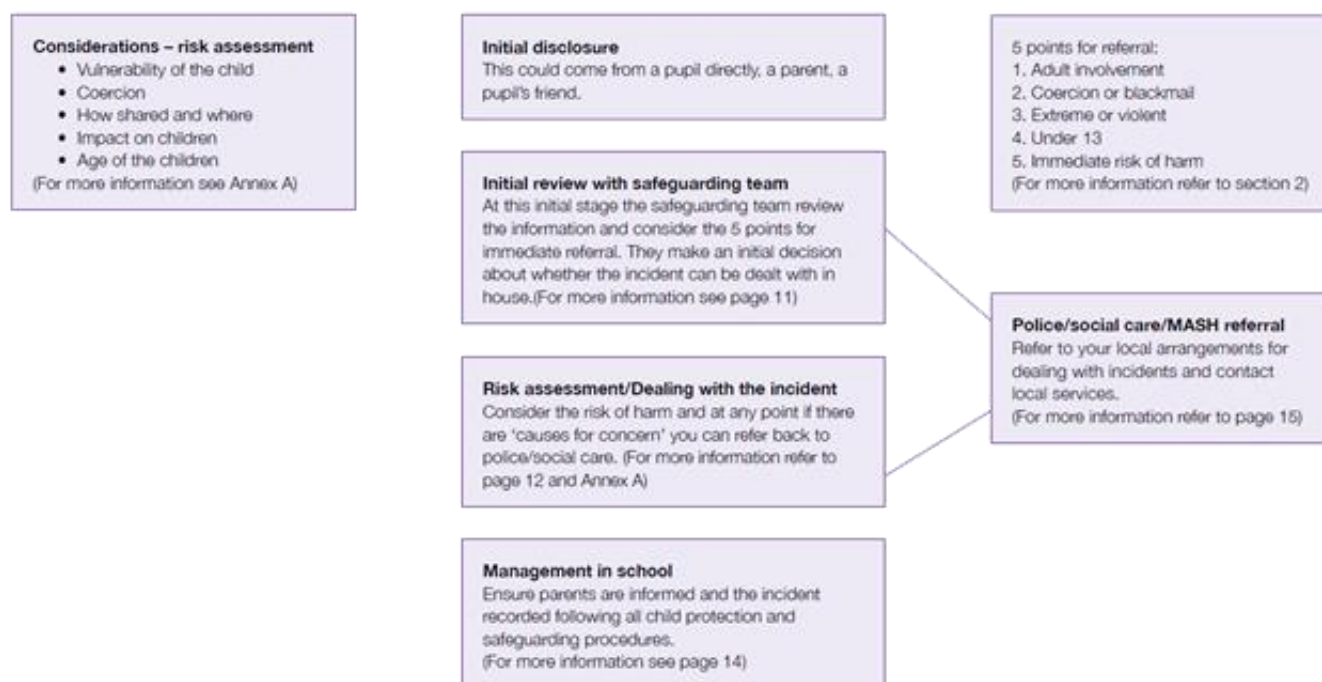 Considerations – risk assessment
• Vulnerability of the child
• Coercion
• How shared and where
• Impact on children
• Age of the children
(For more information see Annex A)
Initial disclosure
This could come from a pupil directly, a parent, a
pupil's friend.
Initial review with safeguarding team
At this initial stage the safeguarding team review
the information and consider the 5 points for
immediate referral. They make an initial decision
about whether the incident can be dealt with in
house.(For more information see page 11)
Risk assessment/Dealing with the incident
Consider the risk of harm and at any point if there
are 'causes for concern' you can refer back to
police/social care. (For more information refer to
page 12 and Annex A)
Management in school
Ensure parents are informed and the incident
recorded following all child protection and
safeguarding procedures.
(For more information see page 14)
5 points for referral:
1. Adult involvement
2. Coercion or blackmail
3. Extreme or violent
4. Under 13
5. Immediate risk of harm
(For more information refer to section 2)
Police/social care/MASH referral
Refer to your local arrangements for
dealing with incidents and contact
local services.
(For more information refer to page 15)